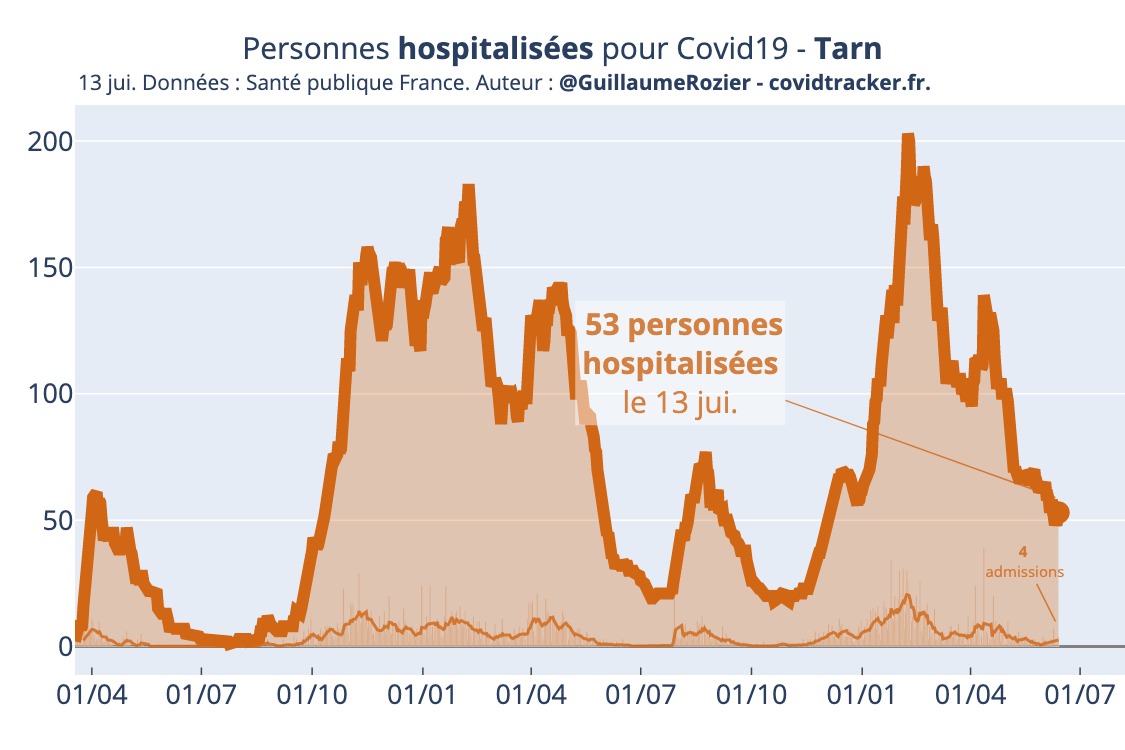 Personnes hospitalisées pour Covid19 - Tarn
13 jui. Données : Santé publique France. Auteur : @GuillaumeRozier - covidtracker.fr.
200
150
100
50
0
53 personnes
hospitalisées
le 13 jui.
4
admissions
01/04 01/07 01/10 01/01 01/04 01/07 01/10 01/01 01/04 01/07